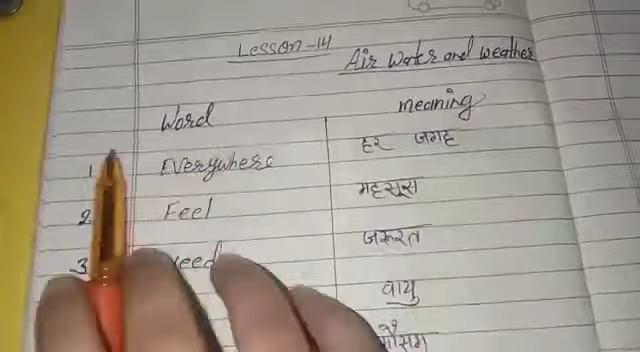 Lesson-14
Air water and weather
Word meaning
1. Everywhere हर जगह
2. Feel महसूस
3. जरूरत
वायु